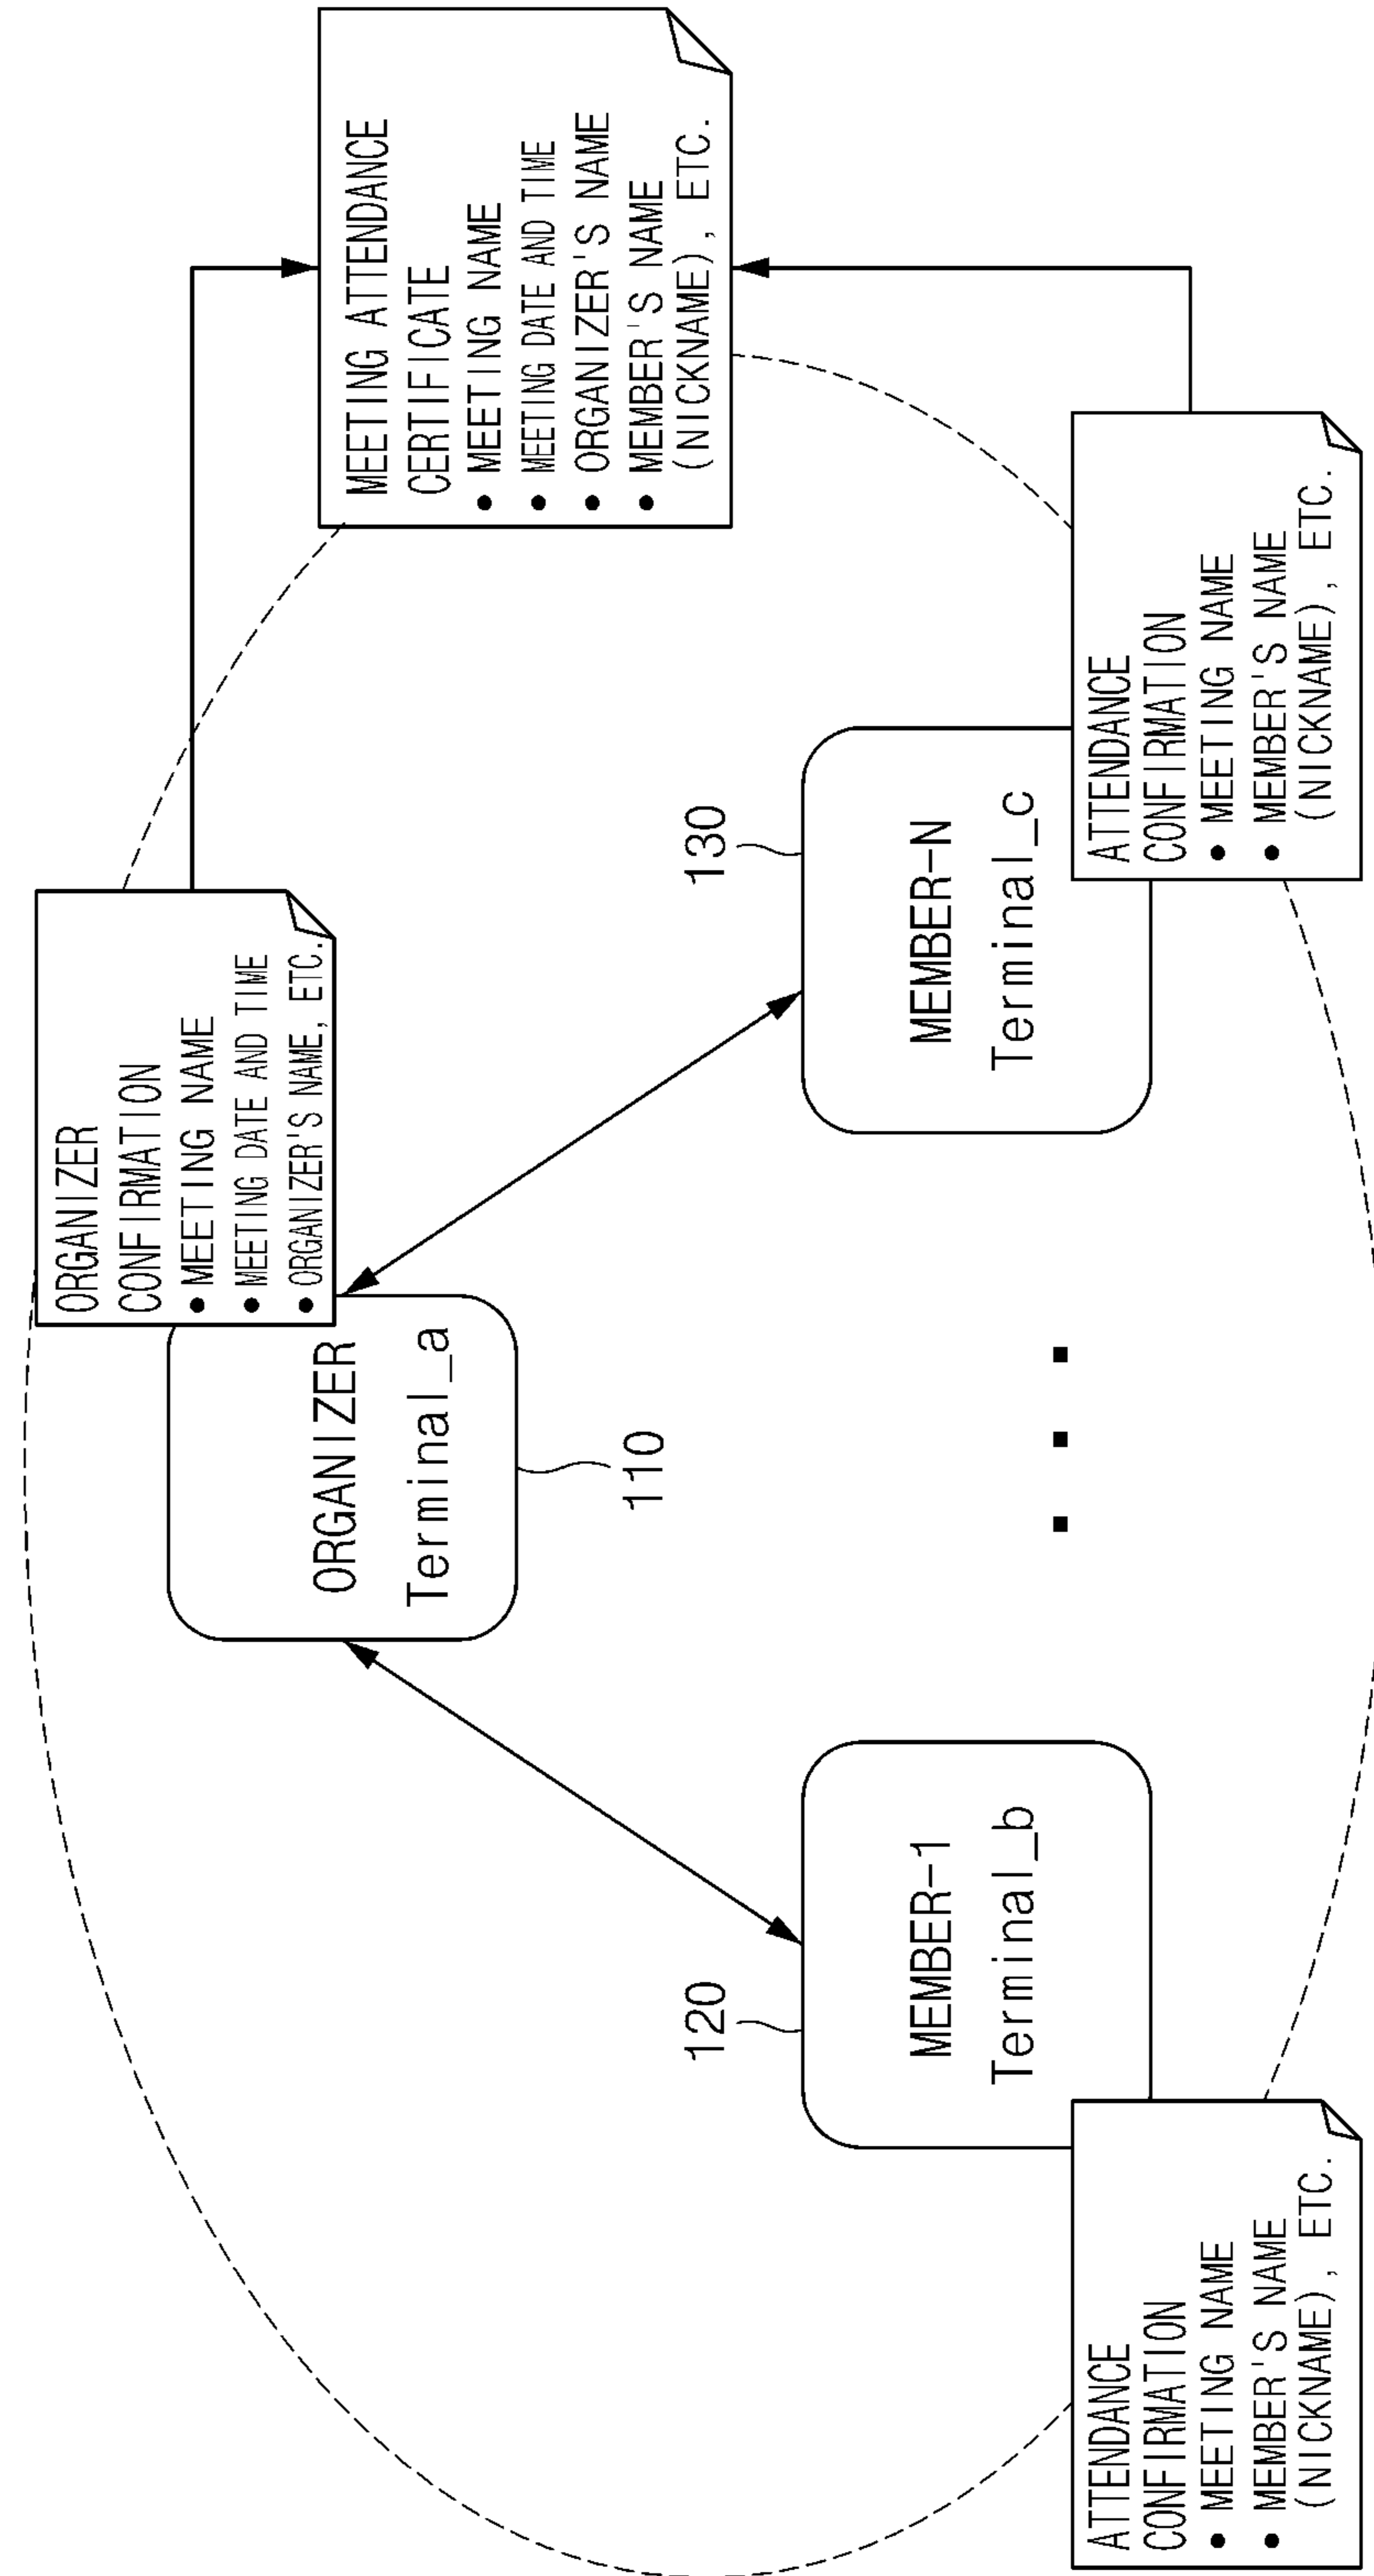 ORGANIZER
CONFIRMATION
• MEETING NAME
• MEETING DATE AND TIME
• ORGANIZER'S NAME, ETC.
MEETING ATTENDANCE
CERTIFICATE
• MEETING NAME
• MEETING DATE AND TIME
• ORGANIZER'S NAME
• MEMBER'S NAME
(NICKNAME), ETC.
ORGANIZER
Terminal_a
110
120
MEMBER-1
Terminal_b
130
MEMBER-N
Terminal_c
ATTENDANCE
CONFIRMATION
• MEETING NAME
• MEMBER'S NAME
(NICKNAME), ETC.
ATTENDANCE
CONFIRMATION
• MEETING NAME
• MEMBER'S NAME
(NICKNAME), ETC.